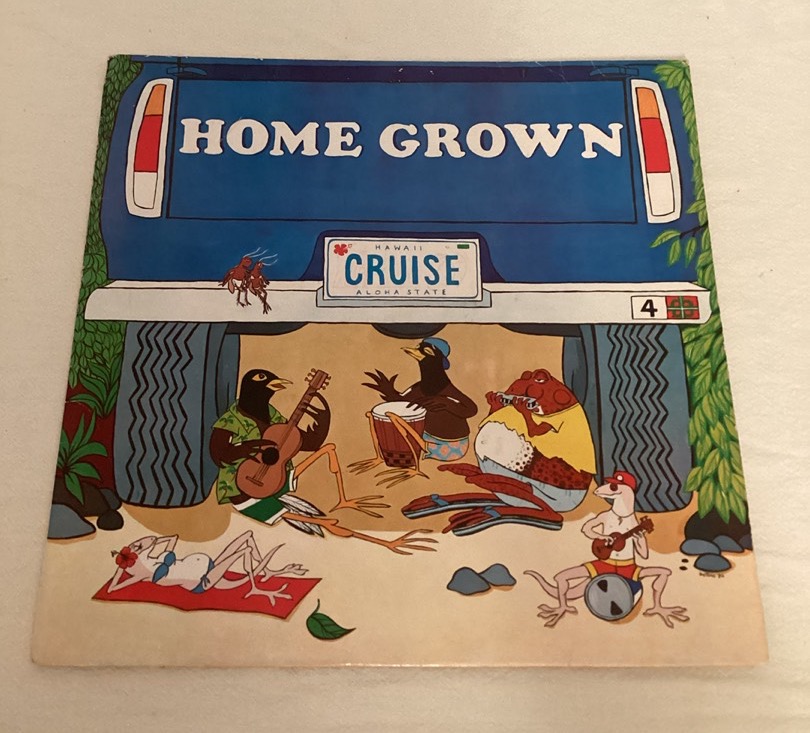 HOME GROWN
HAWAII
CRUISE
ALOHA STATE
4